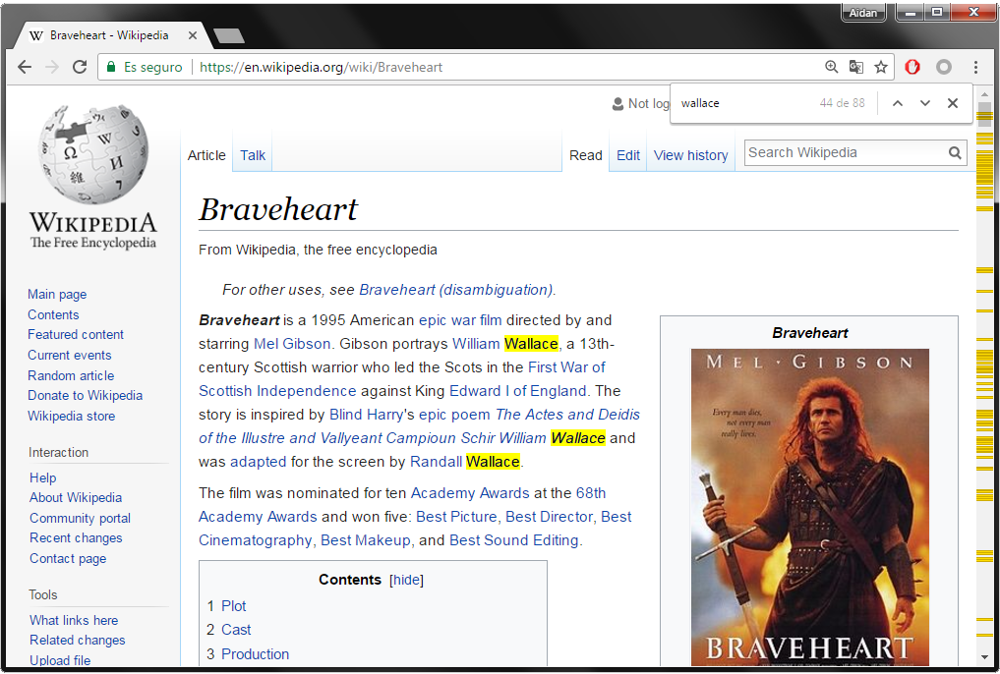 Aidan
Braveheart - Wikipedia
Es seguro
https://en.wikipedia.org/wiki/Braveheart
wallace
44 de 88
Not log
Article
Talk
Read
Edit
View history
Search Wikipedia
WIKIPEDIA
The Free Encyclopedia
Main page
Contents
Featured content
Current events
Random article
Donate to Wikipedia
Wikipedia store
Interaction
Help
About Wikipedia
Community portal
Recent changes
Contact page
Tools
What links here
Related changes
Upload file
Braveheart
From Wikipedia, the free encyclopedia
For other uses, see Braveheart (disambiguation).
Braveheart is a 1995 American epic war film directed by and
starring Mel Gibson. Gibson portrays William Wallace, a 13th-
century Scottish warrior who led the Scots in the First War of
Scottish Independence against King Edward I of England. The
story is inspired by Blind Harry's epic poem The Actes and Deidis
of the Illustre and Vallyeant Campioun Schir William Wallace and
was adapted for the screen by Randall Wallace.
The film was nominated for ten Academy Awards at the 68th
Academy Awards and won five: Best Picture, Best Director, Best
Cinematography, Best Makeup, and Best Sound Editing.
Contents [hide]
1 Plot
2 Cast
3 Production
Braveheart
MEL · GIBSON
Every man dies,
not every man
really lives.
BRAVEHEART